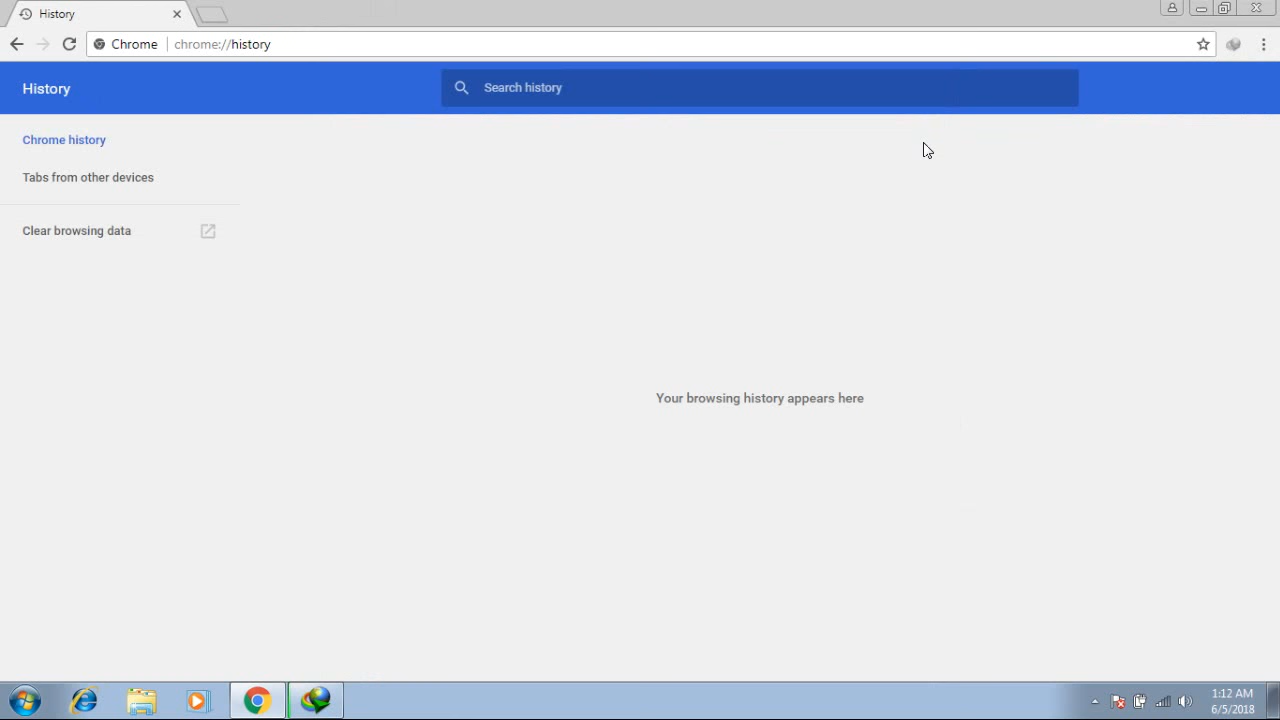 History
Chrome chrome://history
History
Search history
Chrome history
Tabs from other devices
Clear browsing data
Your browsing history appears here
1:12 AM
6/5/2018